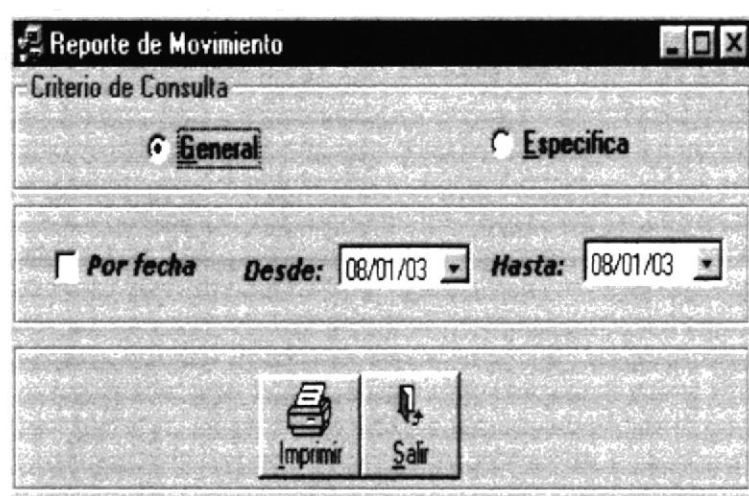 Reporte de Movimiento
Criterio de Consulta
General Especifica
Por fecha Desde: 08/01/03 Hasta: 08/01/03
Imprimir Salir